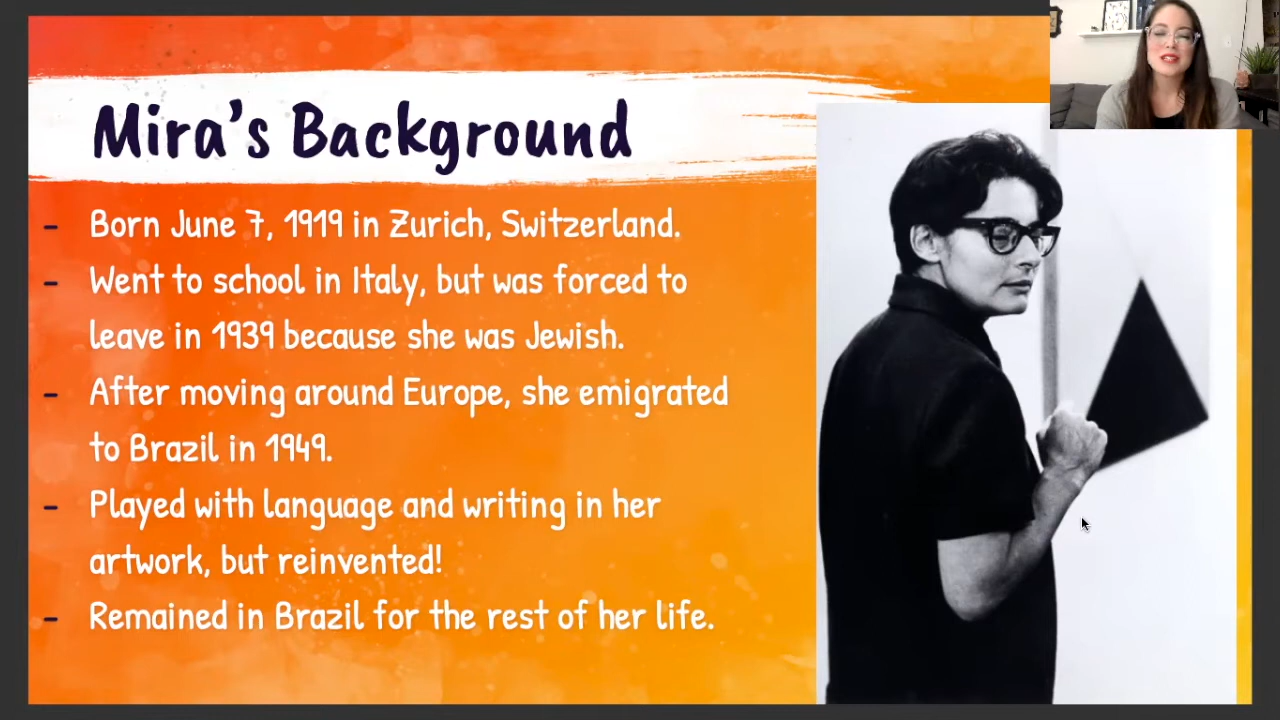 Mira's Background
- Born June 7, 1919 in Zurich, Switzerland.
- Went to school in Italy, but was forced to
leave in 1939 because she was Jewish.
- After moving around Europe, she emigrated
to Brazil in 1949.
- Played with language and writing in her
artwork, but reinvented!
- Remained in Brazil for the rest of her life.